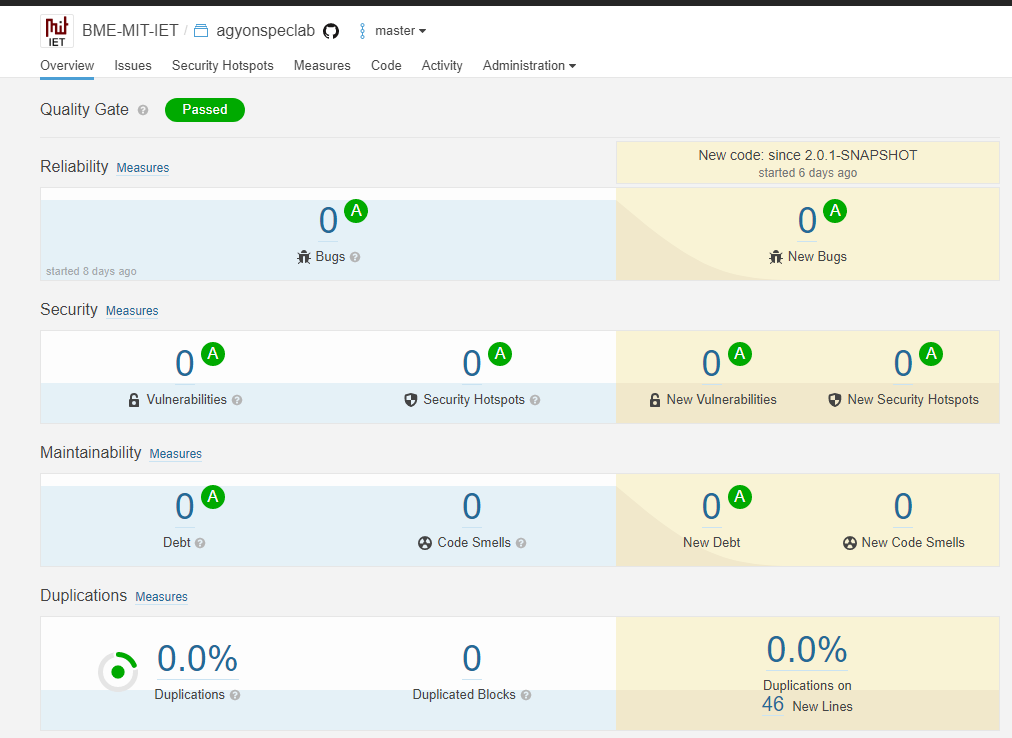 mit
IET
BME-MIT-IET / agyonspeclab master
Overview Issues Security Hotspots Measures Code Activity Administration
Quality Gate ? Passed
Reliability Measures
New code: since 2.0.1-SNAPSHOT
started 6 days ago
0 A
Bugs ?
started 8 days ago
0 A
New Bugs
Security Measures
0 A 0 A 0 A 0 A
Vulnerabilities ? Security Hotspots ? New Vulnerabilities New Security Hotspots
Maintainability Measures
0 A 0 0 A 0
Debt ? Code Smells ? New Debt New Code Smells
Duplications Measures
0.0% 0 0.0%
Duplications ? Duplicated Blocks ? Duplications on
46 New Lines